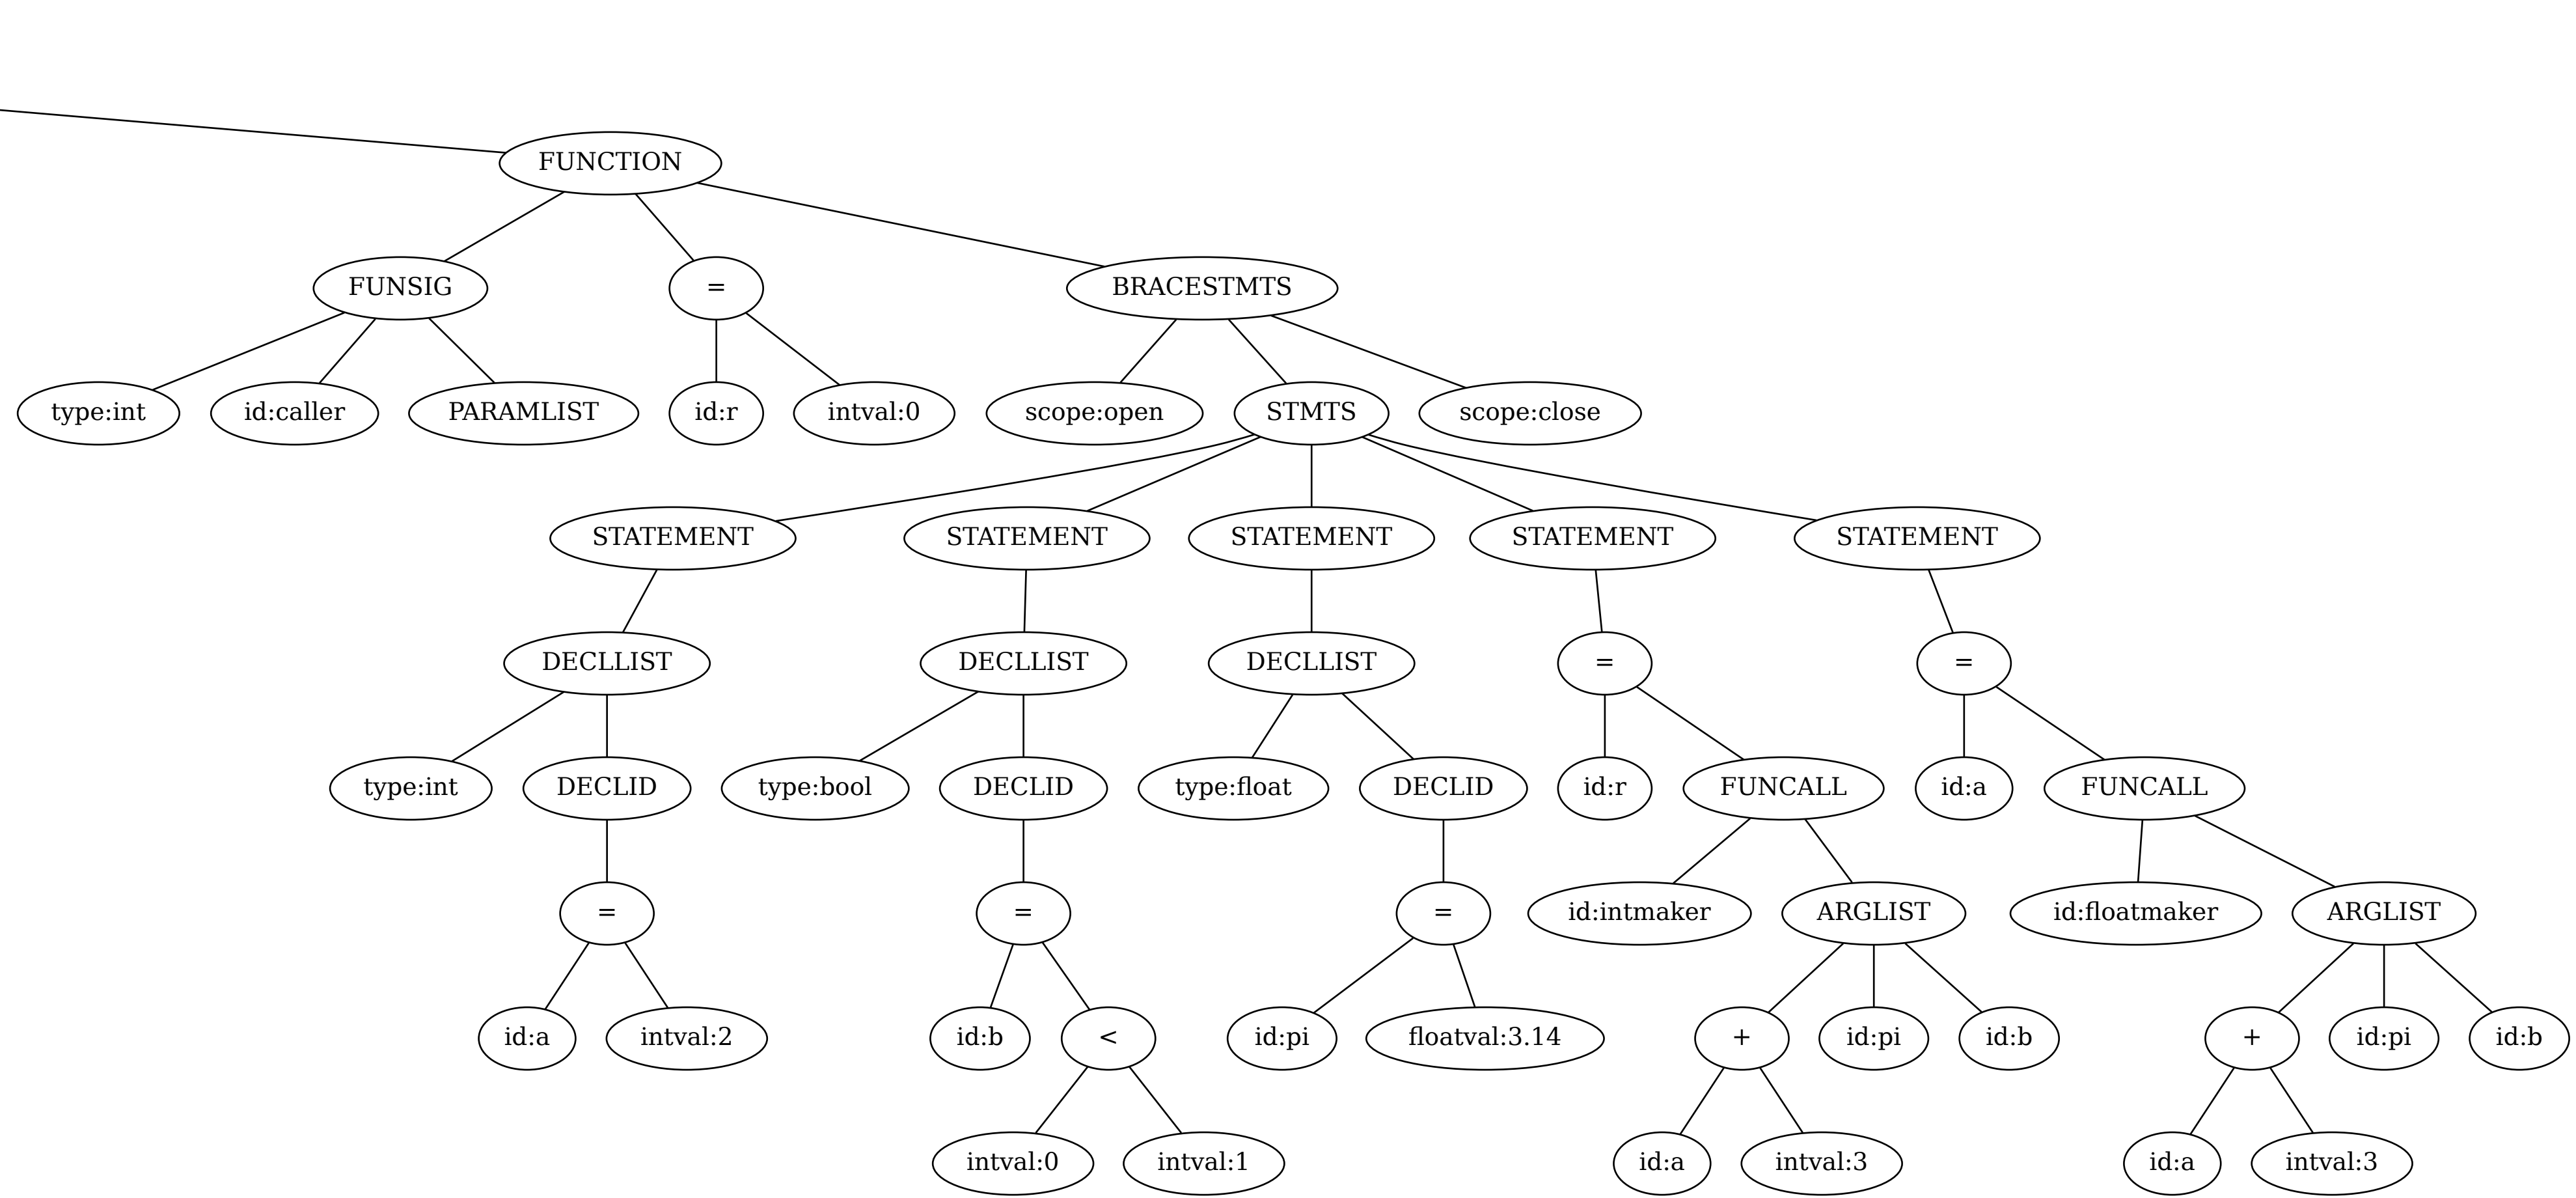 FUNCTION
FUNSIG = BRACESTMTS
type:int id:caller PARAMLIST id:r intval:0 scope:open STMTS scope:close
STATEMENT STATEMENT STATEMENT STATEMENT STATEMENT
DECLLIST DECLLIST DECLLIST = =
type:int DECLID type:bool DECLID type:float DECLID id:r FUNCALL id:a FUNCALL
= = = id:intmaker ARGLIST id:floatmaker ARGLIST
id:a intval:2 id:b < id:pi floatval:3.14 + id:pi id:b + id:pi id:b
intval:0 intval:1 id:a intval:3 id:a intval:3